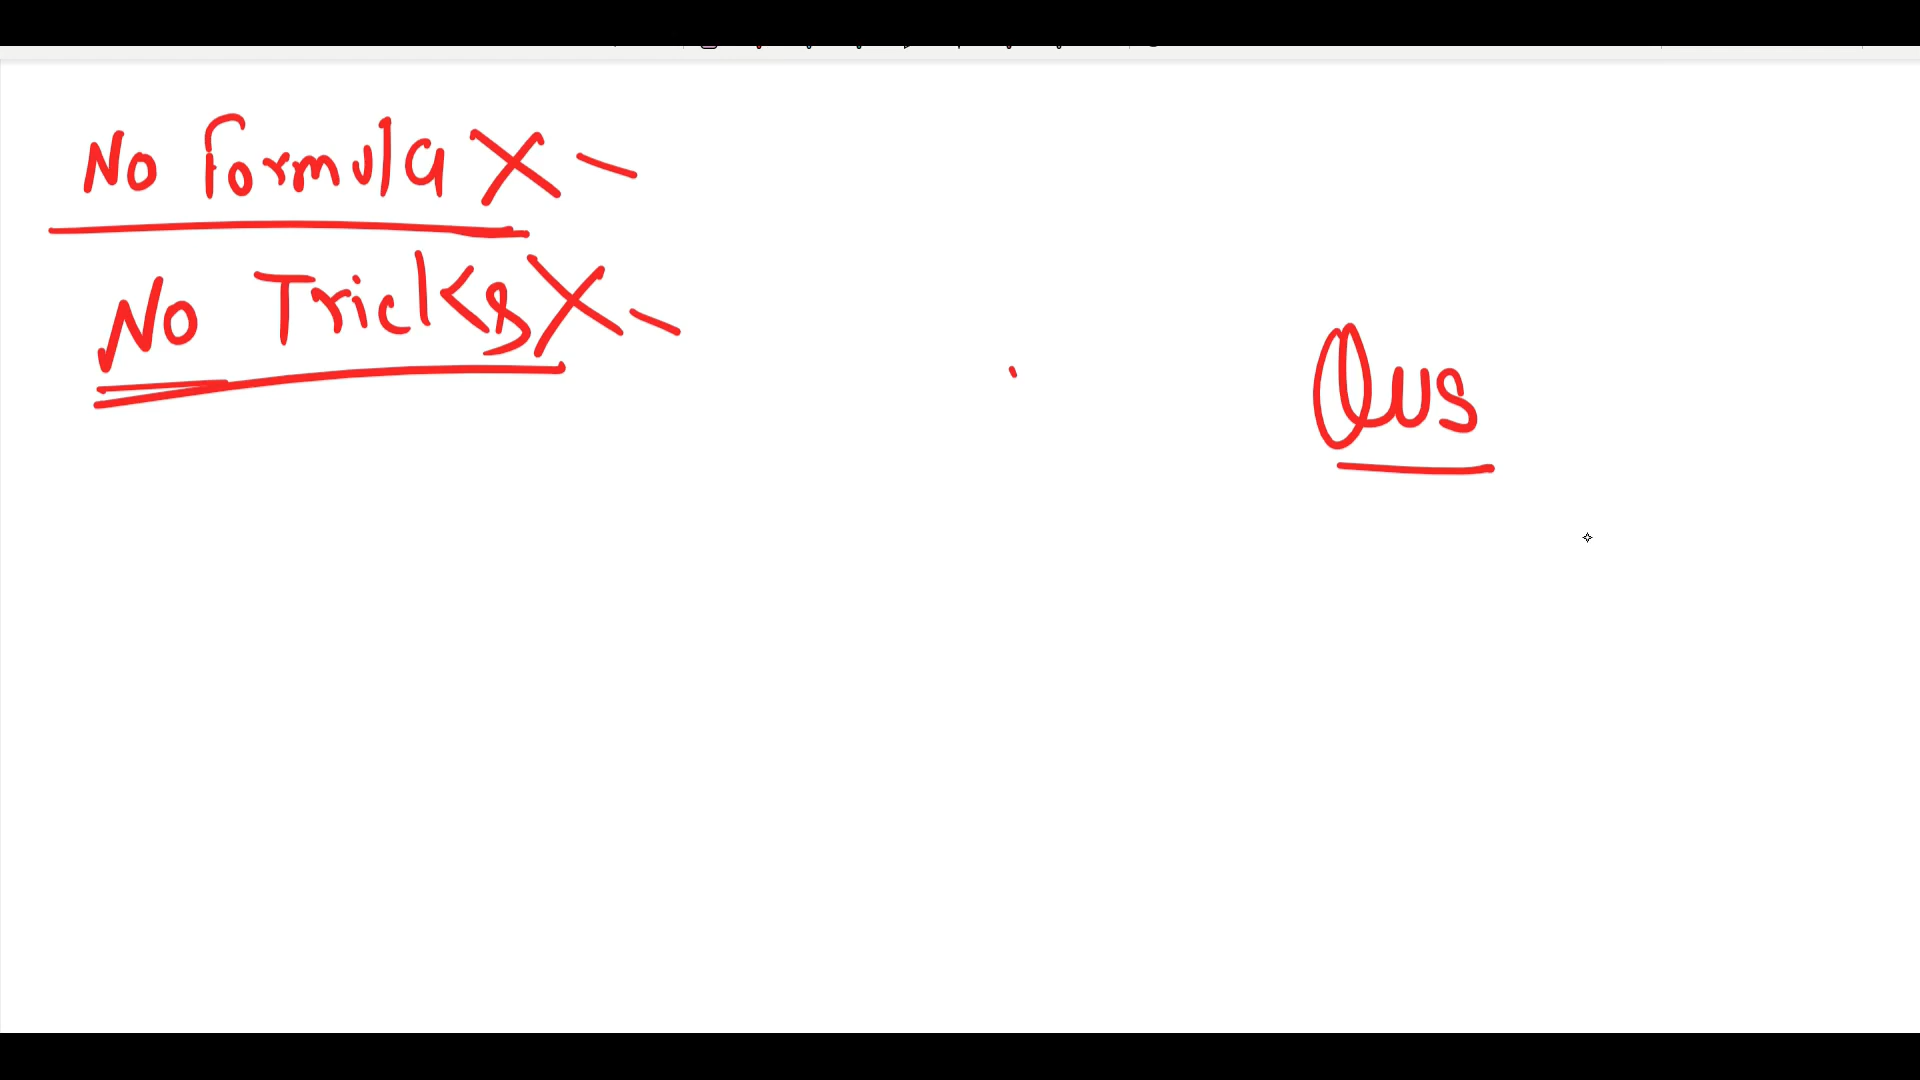 No formula X –
No Tricks X –
Qus